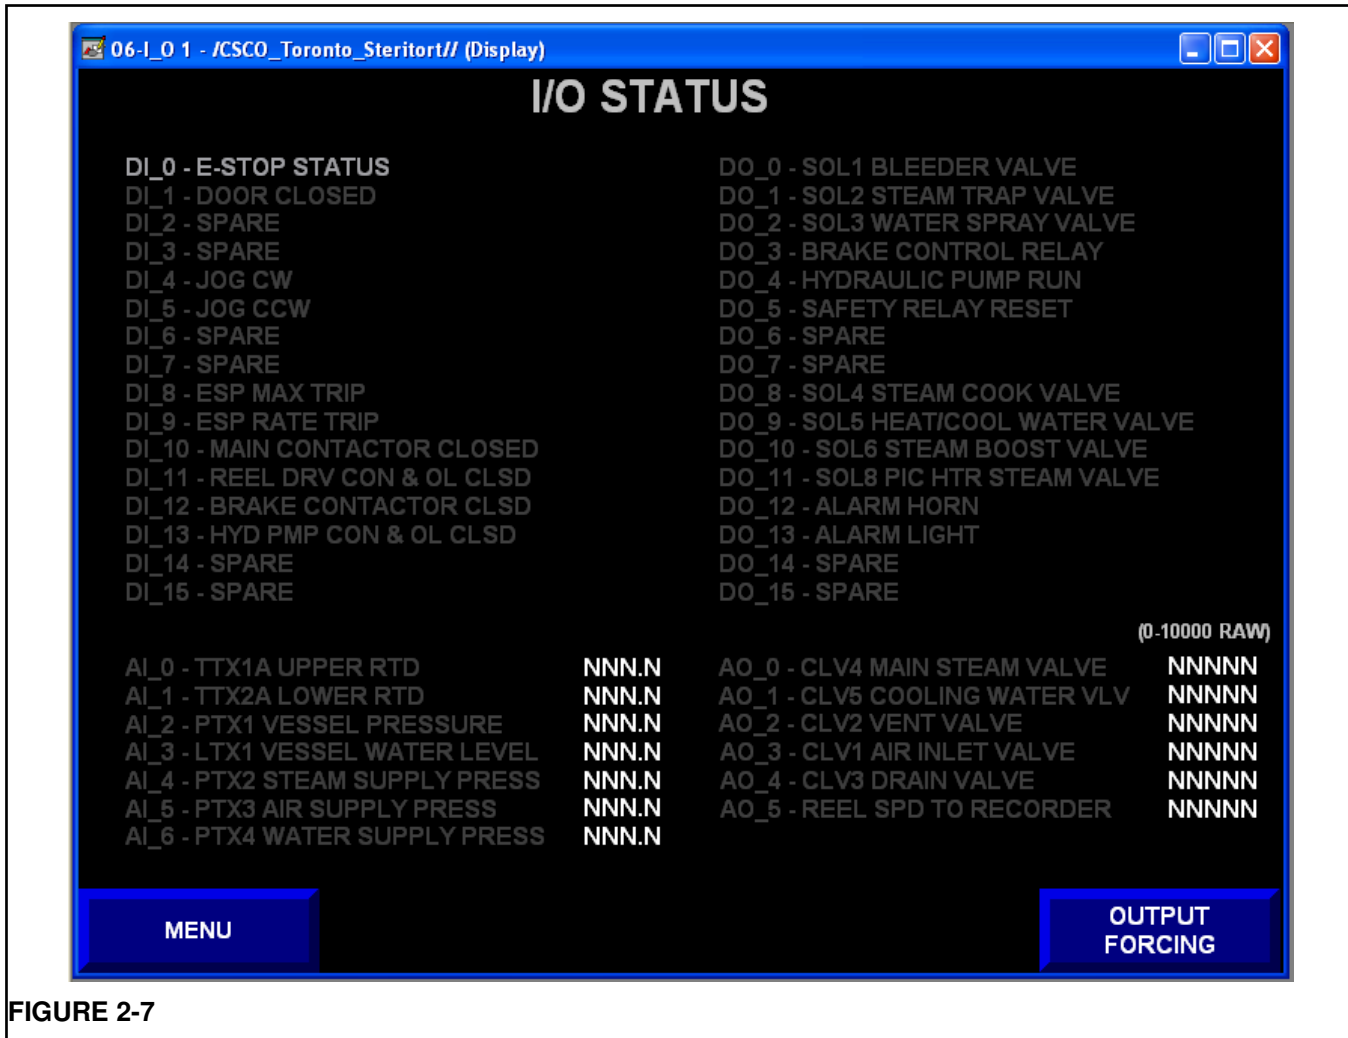 06-I_O 1 - /CSCO_Toronto_Steritort// (Display)
I/O STATUS
DI_0 - E-STOP STATUS
DI_1 - DOOR CLOSED
DI_2 - SPARE
DI_3 - SPARE
DI_4 - JOG CW
DI_5 - JOG CCW
DI_6 - SPARE
DI_7 - SPARE
DI_8 - ESP MAX TRIP
DI_9 - ESP RATE TRIP
DI_10 - MAIN CONTACTOR CLOSED
DI_11 - REEL DRV CON & OL CLSD
DI_12 - BRAKE CONTACTOR CLSD
DI_13 - HYD PMP CON & OL CLSD
DI_14 - SPARE
DI_15 - SPARE
DO_0 - SOL1 BLEEDER VALVE
DO_1 - SOL2 STEAM TRAP VALVE
DO_2 - SOL3 WATER SPRAY VALVE
DO_3 - BRAKE CONTROL RELAY
DO_4 - HYDRAULIC PUMP RUN
DO_5 - SAFETY RELAY RESET
DO_6 - SPARE
DO_7 - SPARE
DO_8 - SOL4 STEAM COOK VALVE
DO_9 - SOL5 HEAT/COOL WATER VALVE
DO_10 - SOL6 STEAM BOOST VALVE
DO_11 - SOL8 PIC HTR STEAM VALVE
DO_12 - ALARM HORN
DO_13 - ALARM LIGHT
DO_14 - SPARE
DO_15 - SPARE
AI_0 - TTX1A UPPER RTD NNN.N
AI_1 - TTX2A LOWER RTD NNN.N
AI_2 - PTX1 VESSEL PRESSURE NNN.N
AI_3 - LTX1 VESSEL WATER LEVEL NNN.N
AI_4 - PTX2 STEAM SUPPLY PRESS NNN.N
AI_5 - PTX3 AIR SUPPLY PRESS NNN.N
AI_6 - PTX4 WATER SUPPLY PRESS NNN.N
(0-10000 RAW)
AO_0 - CLV4 MAIN STEAM VALVE NNNNN
AO_1 - CLV5 COOLING WATER VLV NNNNN
AO_2 - CLV2 VENT VALVE NNNNN
AO_3 - CLV1 AIR INLET VALVE NNNNN
AO_4 - CLV3 DRAIN VALVE NNNNN
AO_5 - REEL SPD TO RECORDER NNNNN
MENU
OUTPUT
FORCING
FIGURE 2-7